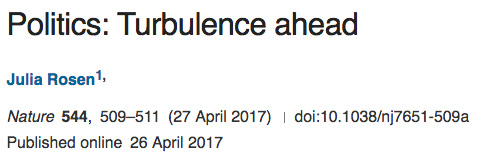 Politics: Turbulence ahead
Julia Rosen1,
Nature 544, 509–511 (27 April 2017) | doi:10.1038/nj7651-509a
Published online 26 April 2017